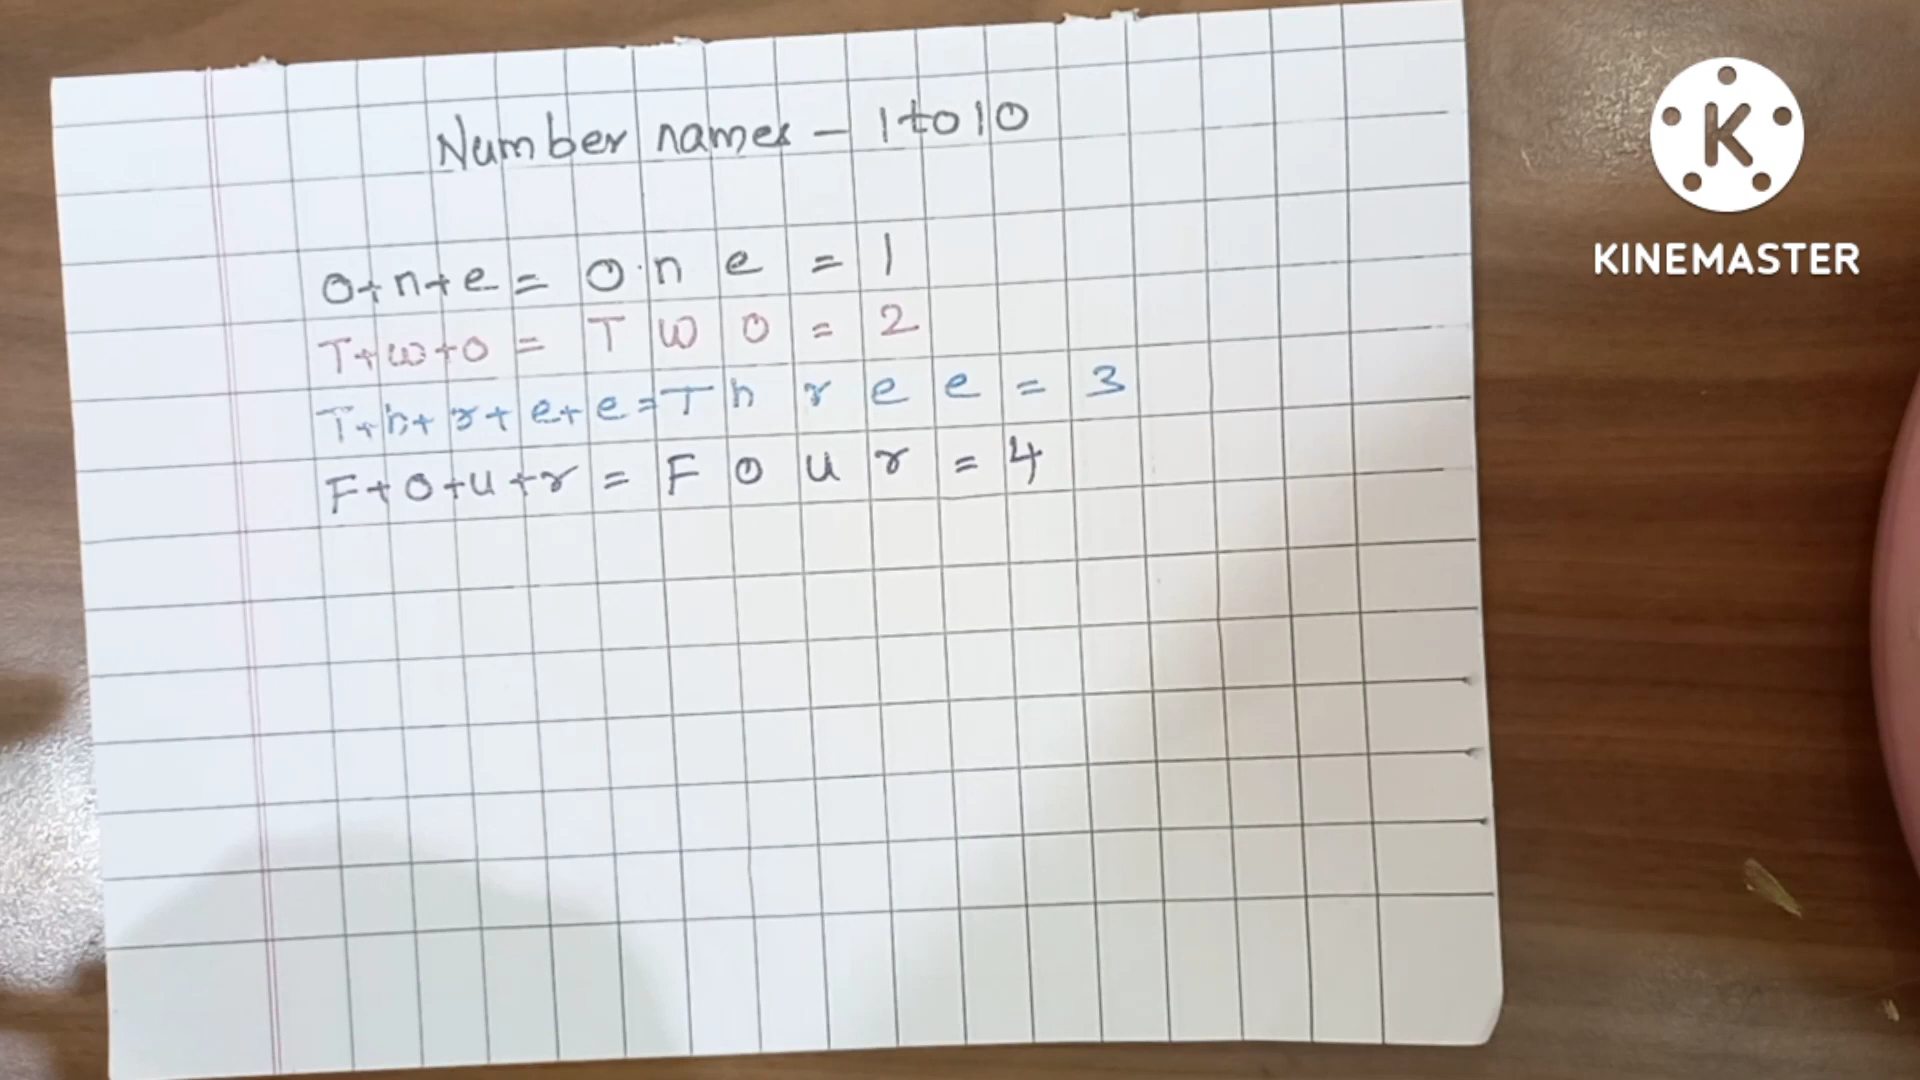 Number names - 1 to 10
O+n+e = O n e = 1
T+w+o = T w o = 2
T+h+r+e+e = T h r e e = 3
F+o+u+r = F o u r = 4
K
KINEMASTER